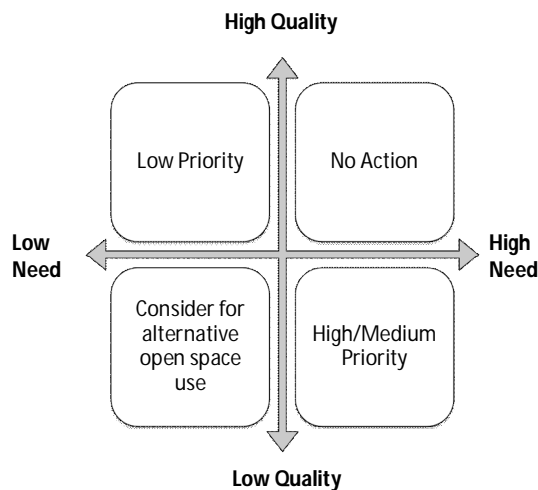 High Quality
Low Priority
No Action
Low
Need
High
Need
Consider for
alternative
open space
use
High/Medium
Priority
Low Quality